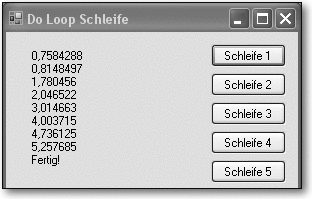 Do Loop Schleife
0,7584288
0,8148497
1,780456
2,046522
3,014663
4,003715
4,736125
5,257685
Fertig!
Schleife 1
Schleife 2
Schleife 3
Schleife 4
Schleife 5